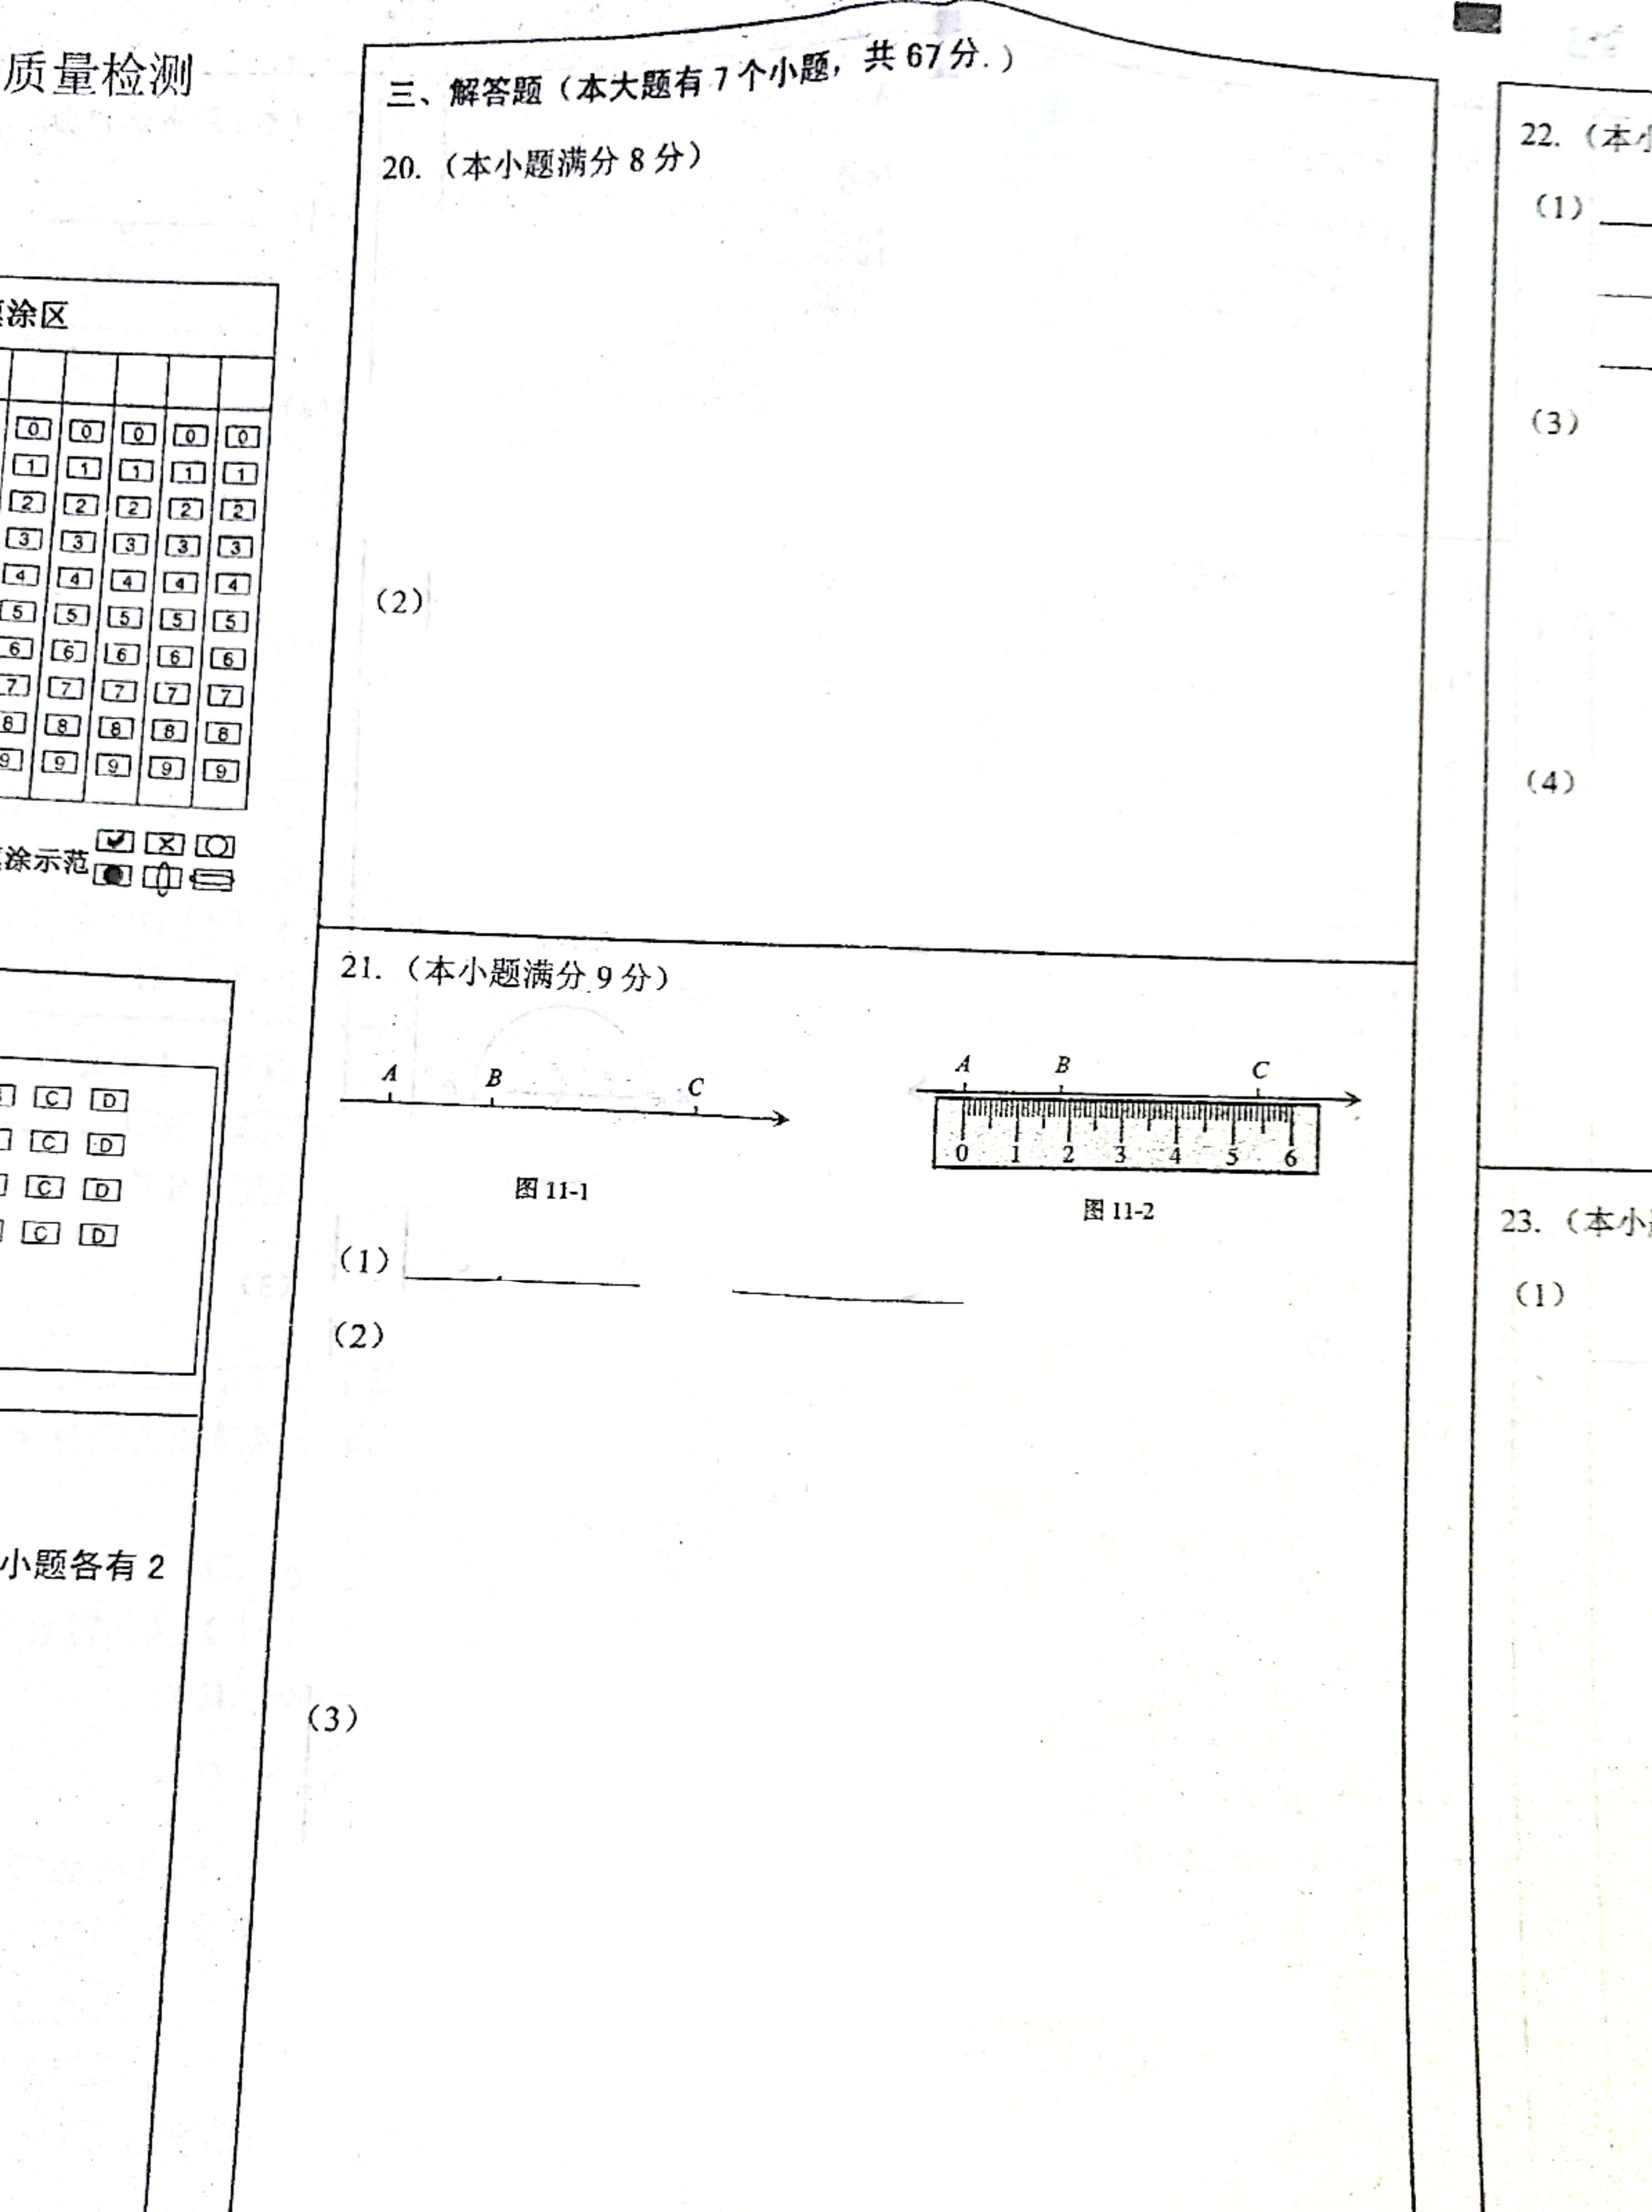 质量检测
涂区
0 0 0 0 0
1 1 1 1 1
2 2 2 2 2
3 3 3 3 3
4 4 4 4 4
5 5 5 5 5
6 6 6 6 6
7 7 7 7 7
8 8 8 8 8
9 9 9 9 9
涂示范
C D
C D
C D
C D
小题各有 2
三、解答题（本大题有 7 个小题，共 67 分.）
20.（本小题满分 8 分）
（2）
21.（本小题满分 9 分）
A B C
图 11-1
A B C
0 1 2 3 4 5 6
图 11-2
（1）
（2）
（3）
22.（本小
（1）
（3）
（4）
23.（本小
（1）